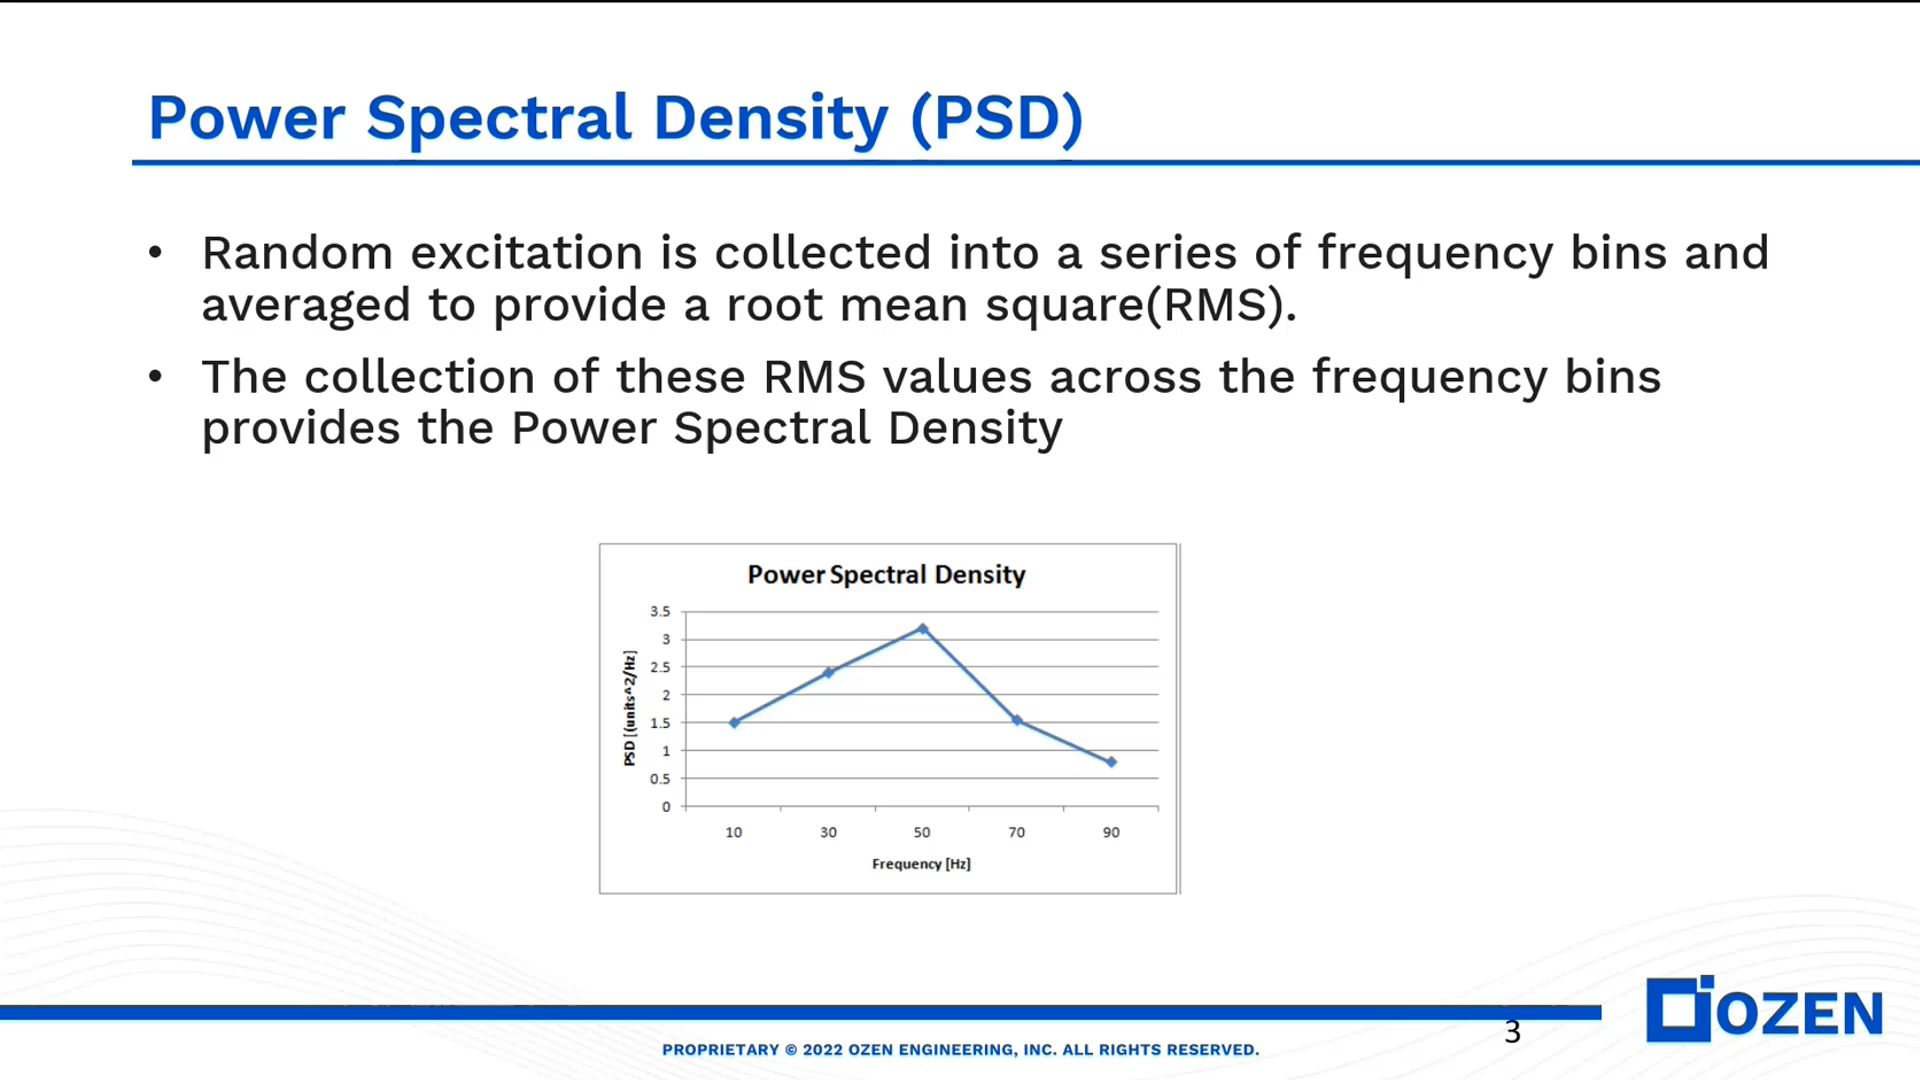 Power Spectral Density (PSD)
• Random excitation is collected into a series of frequency bins and
averaged to provide a root mean square(RMS).
• The collection of these RMS values across the frequency bins
provides the Power Spectral Density
Power Spectral Density
3.5
3
2.5
2
1.5
1
0.5
0
PSD [(units^2/Hz]
10 30 50 70 90
Frequency [Hz]
3
OZEN
PROPRIETARY © 2022 OZEN ENGINEERING, INC. ALL RIGHTS RESERVED.